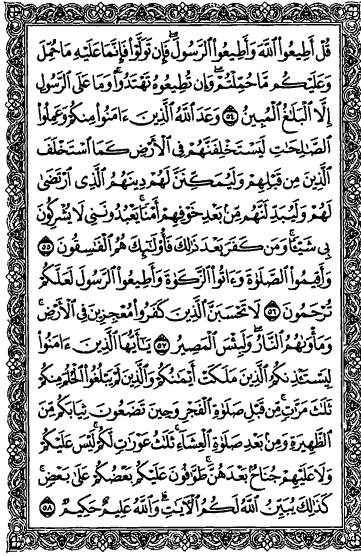 قُلْ أَطِيعُوا۟ ٱللَّهَ وَأَطِيعُوا۟ ٱلرَّسُولَ ۖ فَإِن تَوَلَّوْا۟ فَإِنَّمَا عَلَيْهِ مَا حُمِّلَ
وَعَلَيْكُم مَّا حُمِّلْتُمْ ۖ وَإِن تُطِيعُوهُ تَهْتَدُوا۟ ۚ وَمَا عَلَى ٱلرَّسُولِ
إِلَّا ٱلْبَلَٰغُ ٱلْمُبِينُ ٥٤ وَعَدَ ٱللَّهُ ٱلَّذِينَ ءَامَنُوا۟ مِنكُمْ وَعَمِلُوا۟
ٱلصَّٰلِحَٰتِ لَيَسْتَخْلِفَنَّهُمْ فِى ٱلْأَرْضِ كَمَا ٱسْتَخْلَفَ
ٱلَّذِينَ مِن قَبْلِهِمْ وَلَيُمَكِّنَنَّ لَهُمْ دِينَهُمُ ٱلَّذِى ٱرْتَضَىٰ
لَهُمْ وَلَيُبَدِّلَنَّهُم مِّنۢ بَعْدِ خَوْفِهِمْ أَمْنًا ۚ يَعْبُدُونَنِى لَا يُشْرِكُونَ
بِى شَيْـًٔا ۚ وَمَن كَفَرَ بَعْدَ ذَٰلِكَ فَأُو۟لَٰٓئِكَ هُمُ ٱلْفَٰسِقُونَ ٥٥
وَأَقِيمُوا۟ ٱلصَّلَوٰةَ وَءَاتُوا۟ ٱلزَّكَوٰةَ وَأَطِيعُوا۟ ٱلرَّسُولَ لَعَلَّكُمْ
تُرْحَمُونَ ٥٦ لَا تَحْسَبَنَّ ٱلَّذِينَ كَفَرُوا۟ مُعْجِزِينَ فِى ٱلْأَرْضِ ۚ
وَمَأْوَىٰهُمُ ٱلنَّارُ ۖ وَلَبِئْسَ ٱلْمَصِيرُ ٥٧ يَٰٓأَيُّهَا ٱلَّذِينَ ءَامَنُوا۟
لِيَسْتَـْٔذِنكُمُ ٱلَّذِينَ مَلَكَتْ أَيْمَٰنُكُمْ وَٱلَّذِينَ لَمْ يَبْلُغُوا۟ ٱلْحُلُمَ مِنكُمْ
ثَلَٰثَ مَرَّٰتٍ ۚ مِّن قَبْلِ صَلَوٰةِ ٱلْفَجْرِ وَحِينَ تَضَعُونَ ثِيَابَكُم مِّنَ
ٱلظَّهِيرَةِ وَمِنۢ بَعْدِ صَلَوٰةِ ٱلْعِشَآءِ ۚ ثَلَٰثُ عَوْرَٰتٍ لَّكُمْ ۚ لَيْسَ عَلَيْكُمْ
وَلَا عَلَيْهِمْ جُنَاحٌۢ بَعْدَهُنَّ ۚ طَوَّٰفُونَ عَلَيْكُم بَعْضُكُمْ عَلَىٰ بَعْضٍ ۚ
كَذَٰلِكَ يُبَيِّنُ ٱللَّهُ لَكُمُ ٱلْءَايَٰتِ ۗ وَٱللَّهُ عَلِيمٌ حَكِيمٌ ٥٨